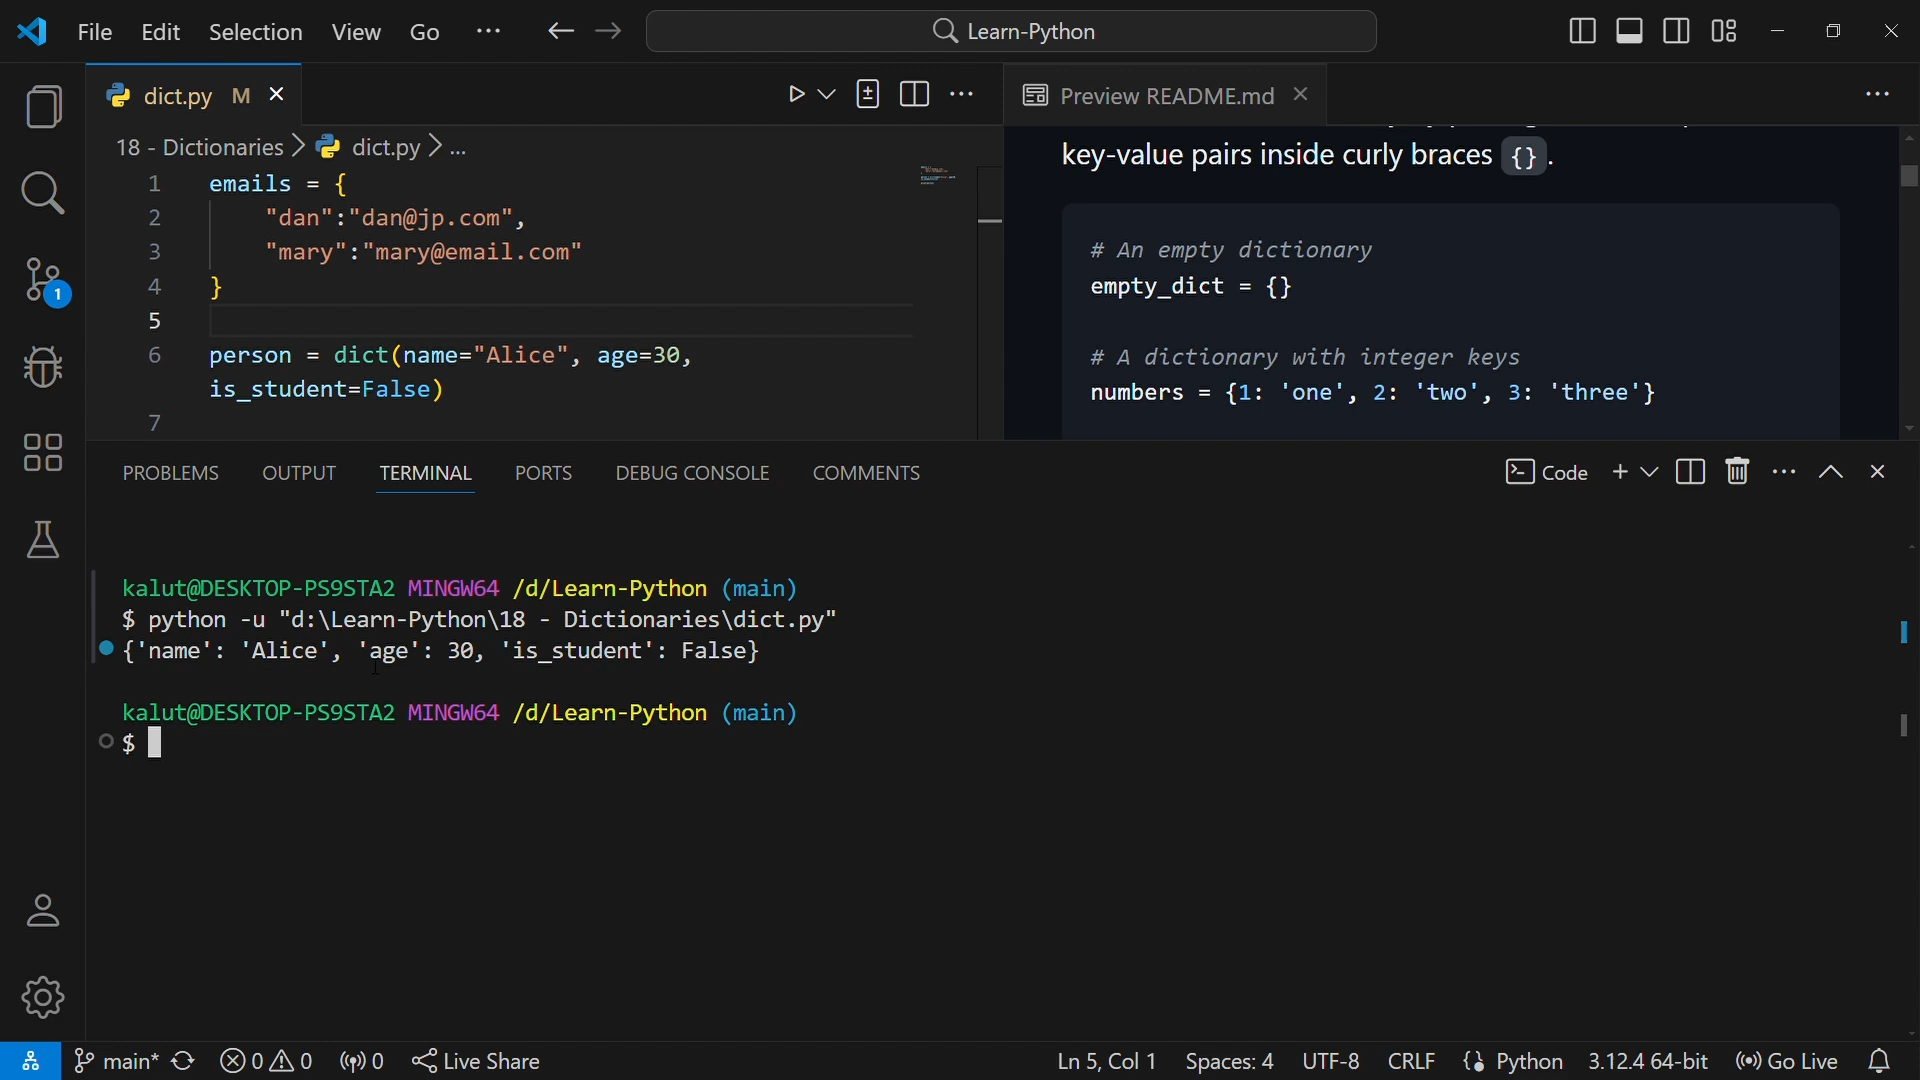 File Edit Selection View Go ··· Learn-Python
dict.py M
18 - Dictionaries > dict.py > ...
1 emails = {
2 "dan":"dan@jp.com",
3 "mary":"mary@email.com"
4 }
5
6 person = dict(name="Alice", age=30,
is_student=False)
7
Preview README.md
key-value pairs inside curly braces {}.
# An empty dictionary
empty_dict = {}
# A dictionary with integer keys
numbers = {1: 'one', 2: 'two', 3: 'three'}
PROBLEMS OUTPUT TERMINAL PORTS DEBUG CONSOLE COMMENTS Code
1
kalut@DESKTOP-PS9STA2 MINGW64 /d/Learn-Python (main)
$ python -u "d:\Learn-Python\18 - Dictionaries\dict.py"
{'name': 'Alice', 'age': 30, 'is_student': False}
kalut@DESKTOP-PS9STA2 MINGW64 /d/Learn-Python (main)
$
main* 0 0 0 Live Share Ln 5, Col 1 Spaces: 4 UTF-8 CRLF {} Python 3.12.4 64-bit Go Live